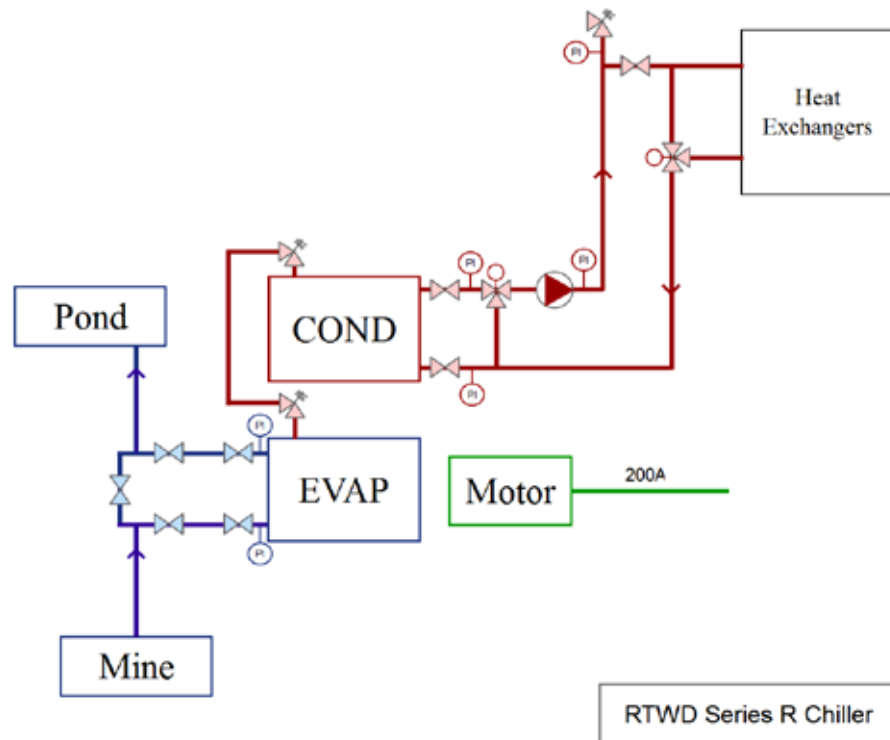 PI
Heat
Exchangers
PI
PI
Pond
COND
PI
PI
EVAP
Motor
200A
PI
Mine
RTWD Series R Chiller